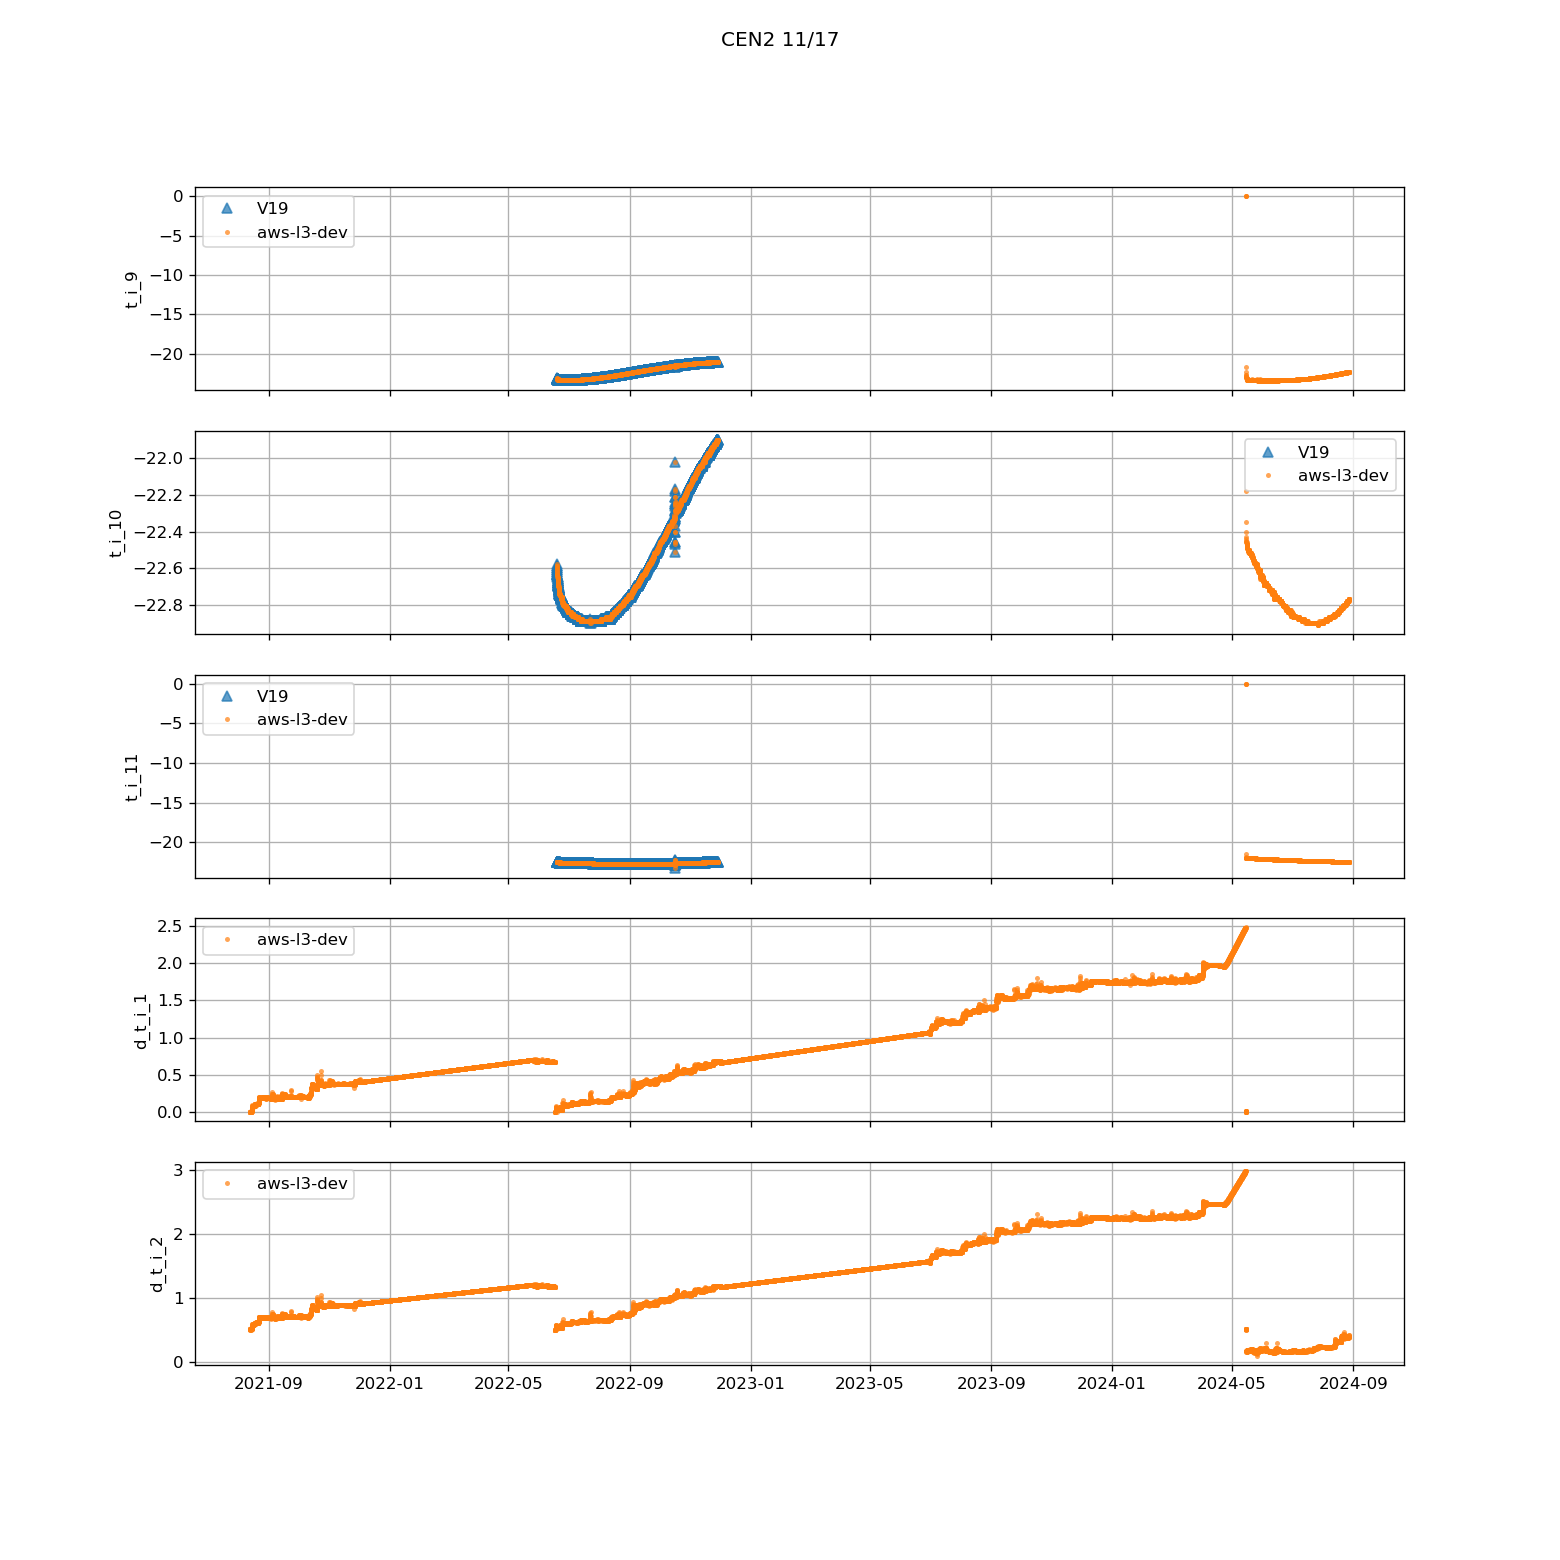 CEN2 11/17
0
−5
−10
−15
−20
t_i_9
V19
aws-l3-dev
−22.0
−22.2
−22.4
−22.6
−22.8
t_i_10
V19
aws-l3-dev
0
−5
−10
−15
−20
t_i_11
V19
aws-l3-dev
2.5
2.0
1.5
1.0
0.5
0.0
d_t_i_1
aws-l3-dev
3
2
1
0
d_t_i_2
aws-l3-dev
2021-09 2022-01 2022-05 2022-09 2023-01 2023-05 2023-09 2024-01 2024-05 2024-09